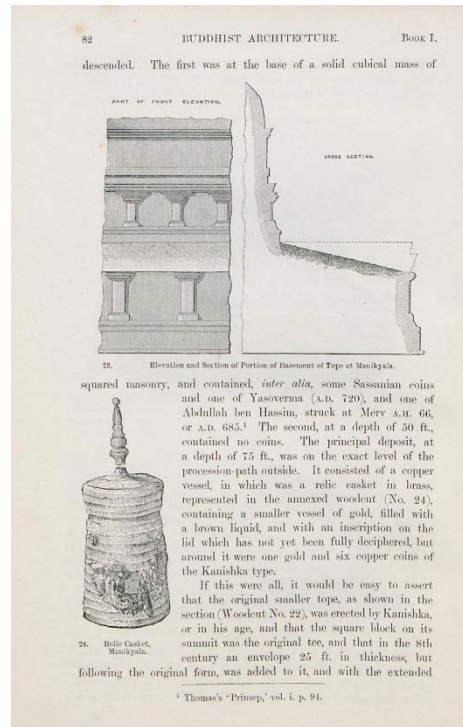 82 BUDDHIST ARCHITECTURE. BOOK I.
descended. The first was at the base of a solid cubical mass of
PART OF FRONT ELEVATION.
CROSS SECTION
23. Elevation and Section of Portion of Basement of Tope at Manikyala.
squared masonry, and contained, inter alia, some Sassanian coins
and one of Yasoverma (A.D. 720), and one of
Abdullah ben Hassim, struck at Merv A.H. 66,
or A.D. 685.¹ The second, at a depth of 50 ft.,
contained no coins. The principal deposit, at
a depth of 75 ft., was on the exact level of the
procession-path outside. It consisted of a copper
vessel, in which was a relic casket in brass,
represented in the annexed woodcut (No. 24),
containing a smaller vessel of gold, filled with
a brown liquid, and with an inscription on the
lid which has not yet been fully deciphered, but
around it were one gold and six copper coins of
the Kanishka type.
If this were all, it would be easy to assert
that the original smaller tope, as shown in the
section (Woodcut No. 22), was erected by Kanishka,
or in his age, and that the square block on its
summit was the original tee, and that in the 8th
century an envelope 25 ft. in thickness, but
24. Relic Casket,
Manikyala.
following the original form, was added to it, and with the extended
¹ Thomas's 'Prinsep,' vol. i. p. 94.